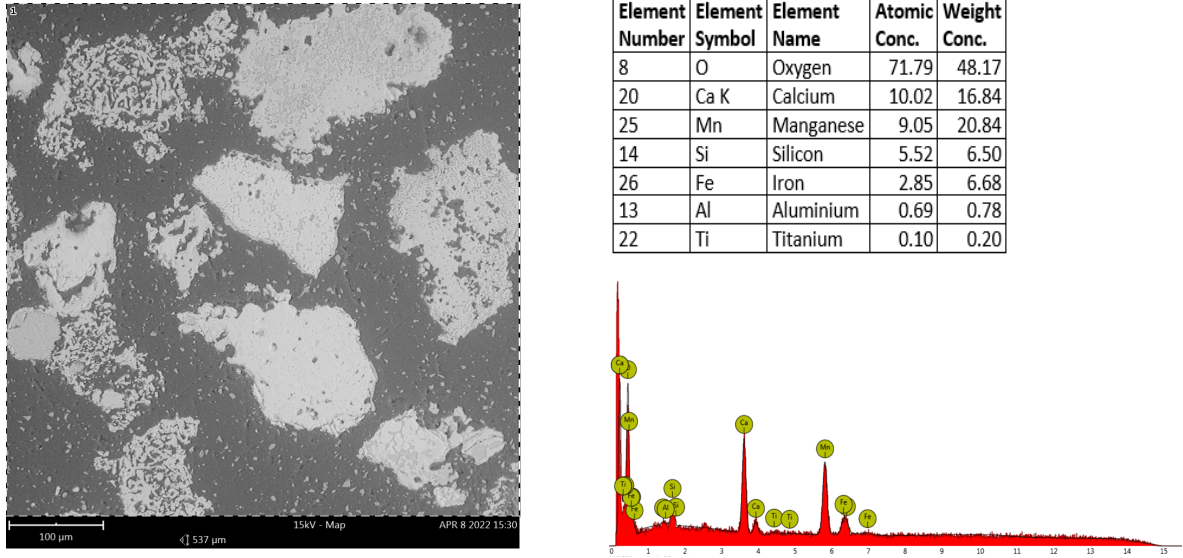 1
100 µm
15kV - Map
APR 8 2022 15:30
537 µm
Element Number Element Symbol Element Name Atomic Conc. Weight Conc.
8 O Oxygen 71.79 48.17
20 Ca K Calcium 10.02 16.84
25 Mn Manganese 9.05 20.84
14 Si Silicon 5.52 6.50
26 Fe Iron 2.85 6.68
13 Al Aluminium 0.69 0.78
22 Ti Titanium 0.10 0.20
Ca
Mn
Ti
Fe
Fe
Al
Si
Si
Ca
Ca
Ti
Ti
Mn
Fe
Fe
0 1 2 3 4 5 6 7 8 9 10 11 12 13 14 15